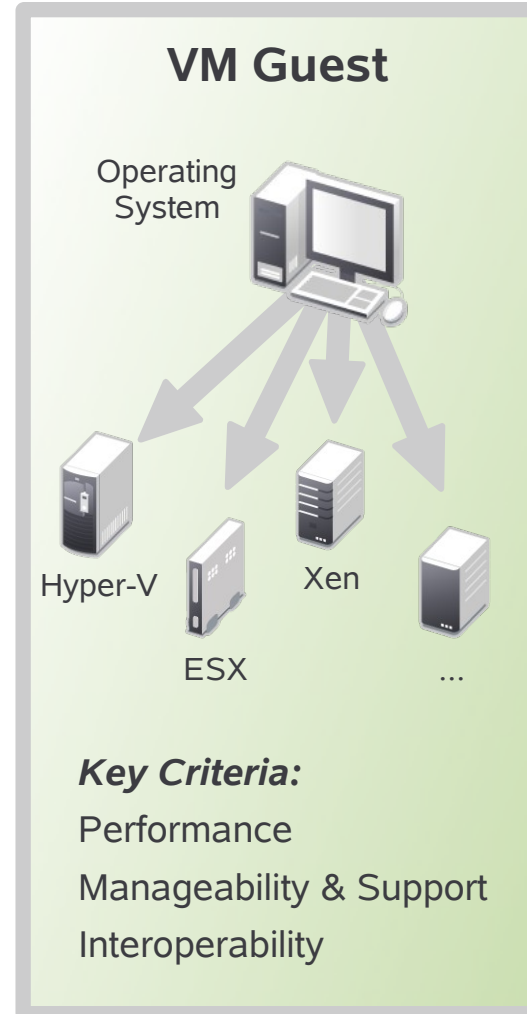 VM Guest
Operating
System
Hyper-V
Xen
ESX
...
Key Criteria:
Performance
Manageability & Support
Interoperability